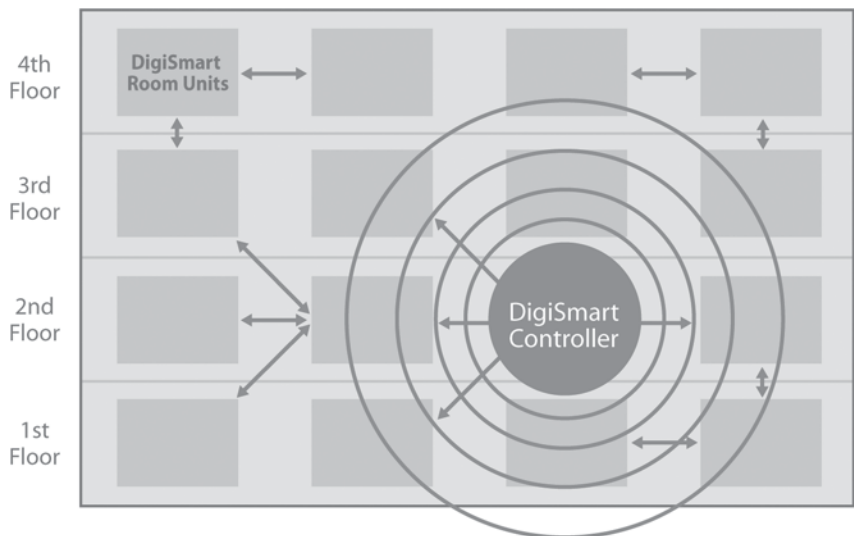 4th
Floor
DigiSmart
Room Units
3rd
Floor
2nd
Floor
DigiSmart
Controller
1st
Floor